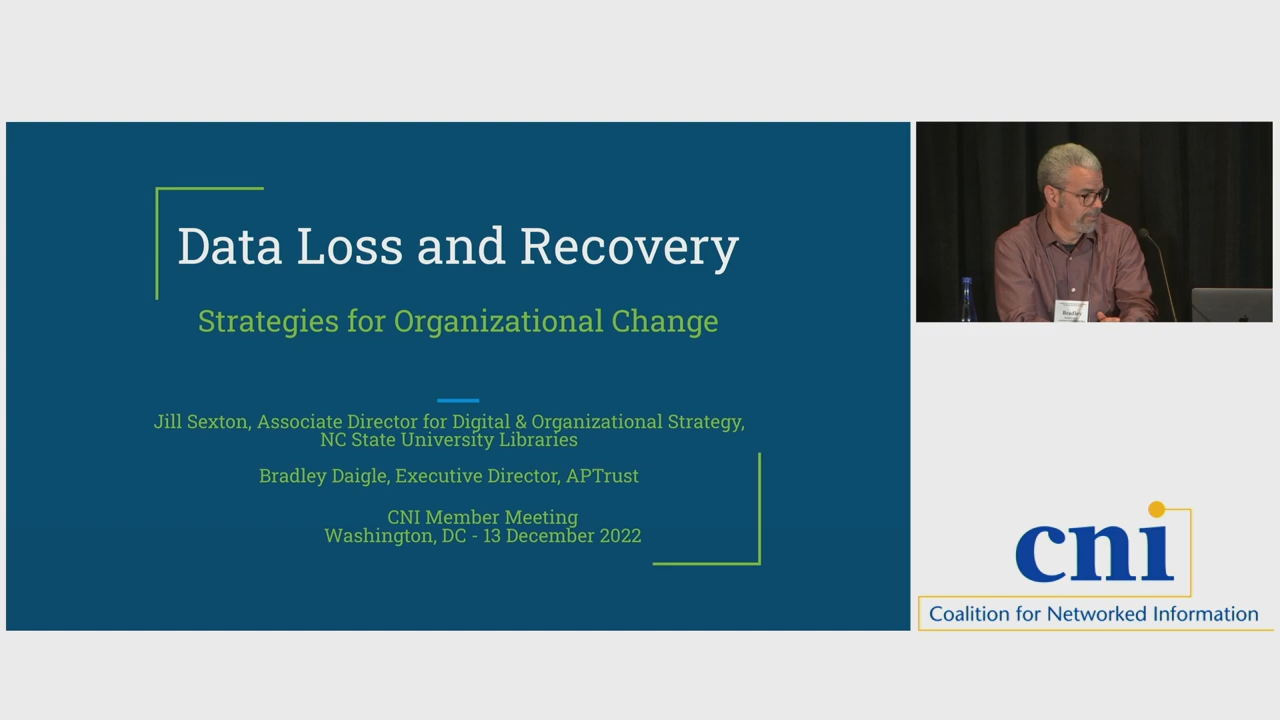 Data Loss and Recovery
Strategies for Organizational Change
Jill Sexton, Associate Director for Digital & Organizational Strategy,
NC State University Libraries
Bradley Daigle, Executive Director, APTrust
CNI Member Meeting
Washington, DC - 13 December 2022
Bradley
cni
Coalition for Networked Information